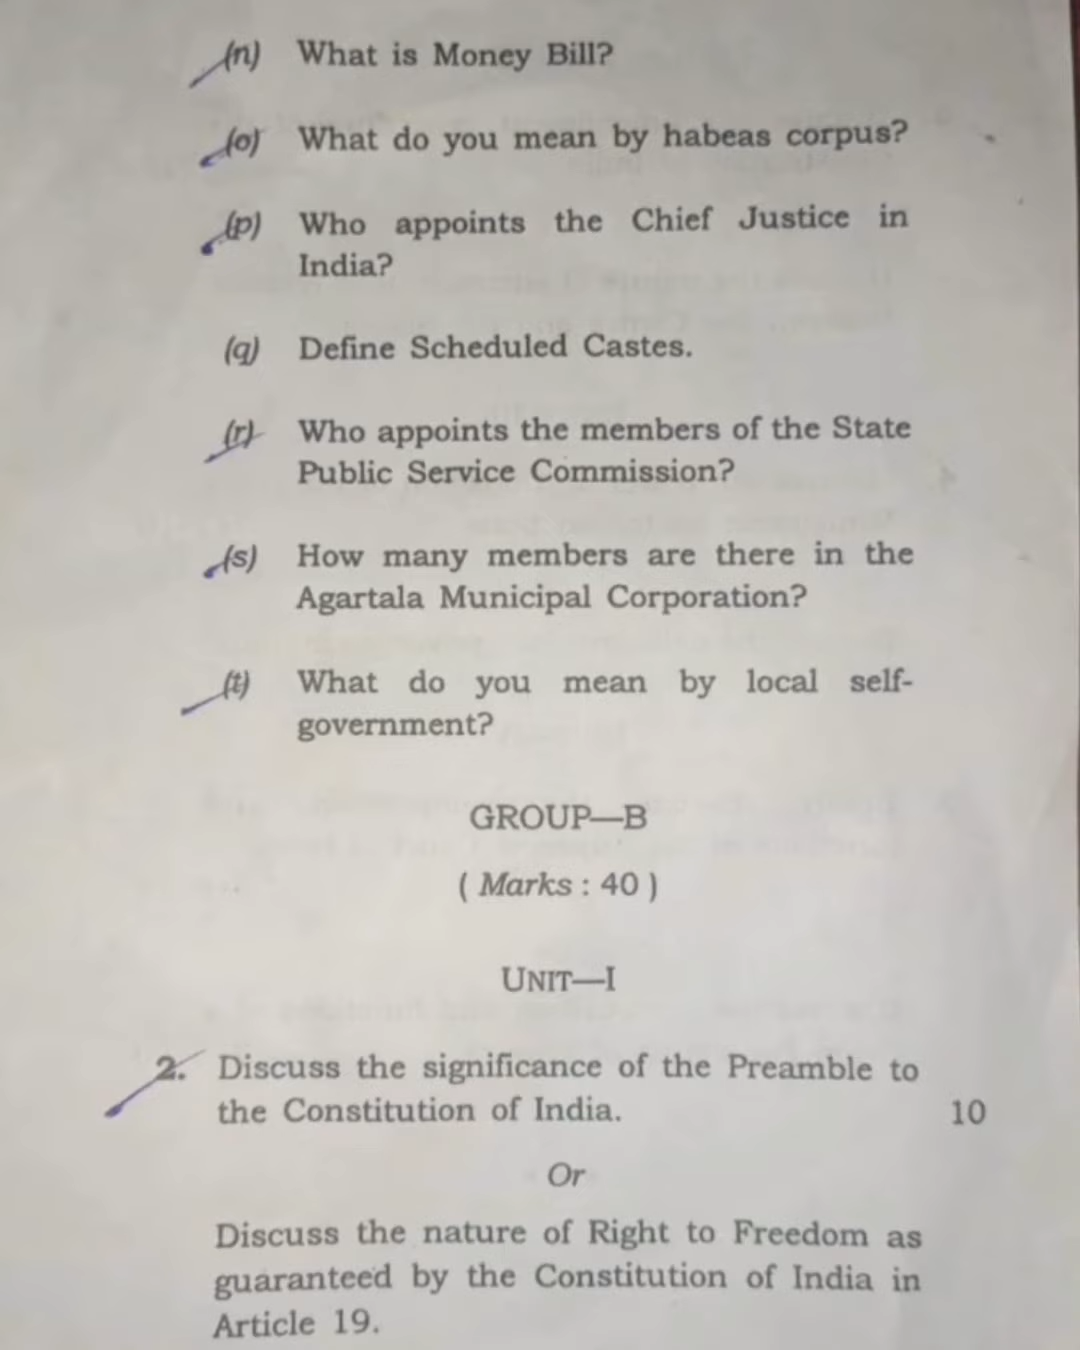 (n) What is Money Bill?
(o) What do you mean by habeas corpus?
(p) Who appoints the Chief Justice in
India?
(q) Define Scheduled Castes.
(r) Who appoints the members of the State
Public Service Commission?
(s) How many members are there in the
Agartala Municipal Corporation?
(t) What do you mean by local self-
government?
GROUP—B
( Marks : 40 )
UNIT—I
2. Discuss the significance of the Preamble to
the Constitution of India. 10
Or
Discuss the nature of Right to Freedom as
guaranteed by the Constitution of India in
Article 19.